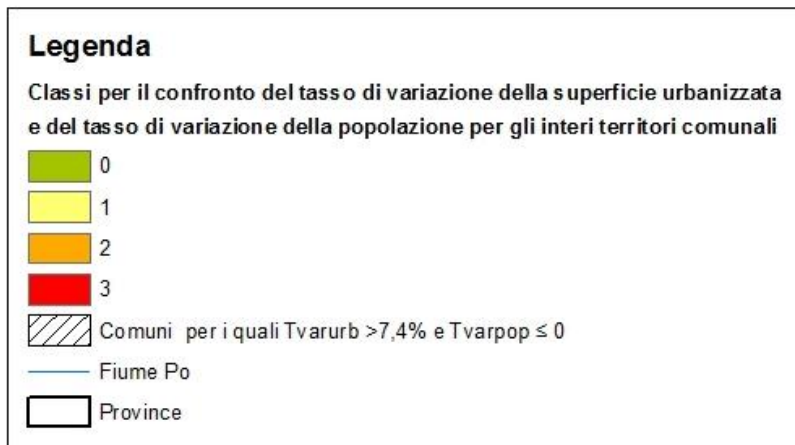 Legenda
Classi per il confronto del tasso di variazione della superficie urbanizzata
e del tasso di variazione della popolazione per gli interi territori comunali
0
1
2
3
Comuni per i quali Tvarurb >7,4% e Tvarpop ≤ 0
Fiume Po
Province